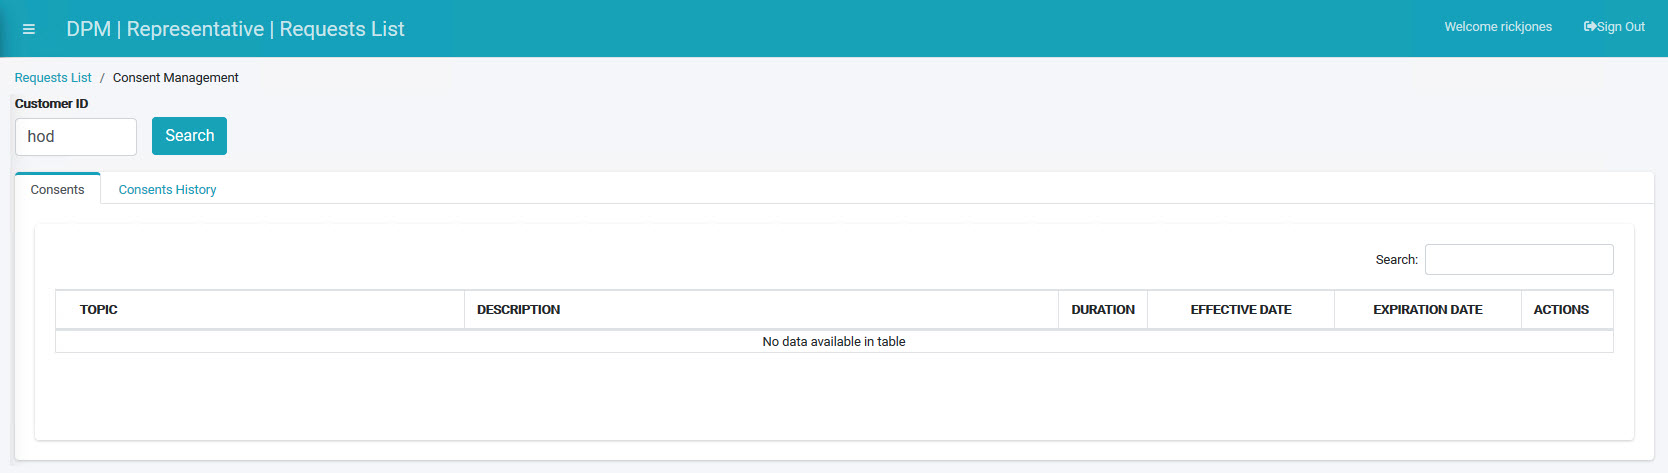 DPM | Representative | Requests List
Welcome rickjones
Sign Out
Requests List / Consent Management
Customer ID
hod
Search
Consents
Consents History
Search:
TOPIC DESCRIPTION DURATION EFFECTIVE DATE EXPIRATION DATE ACTIONS
No data available in table